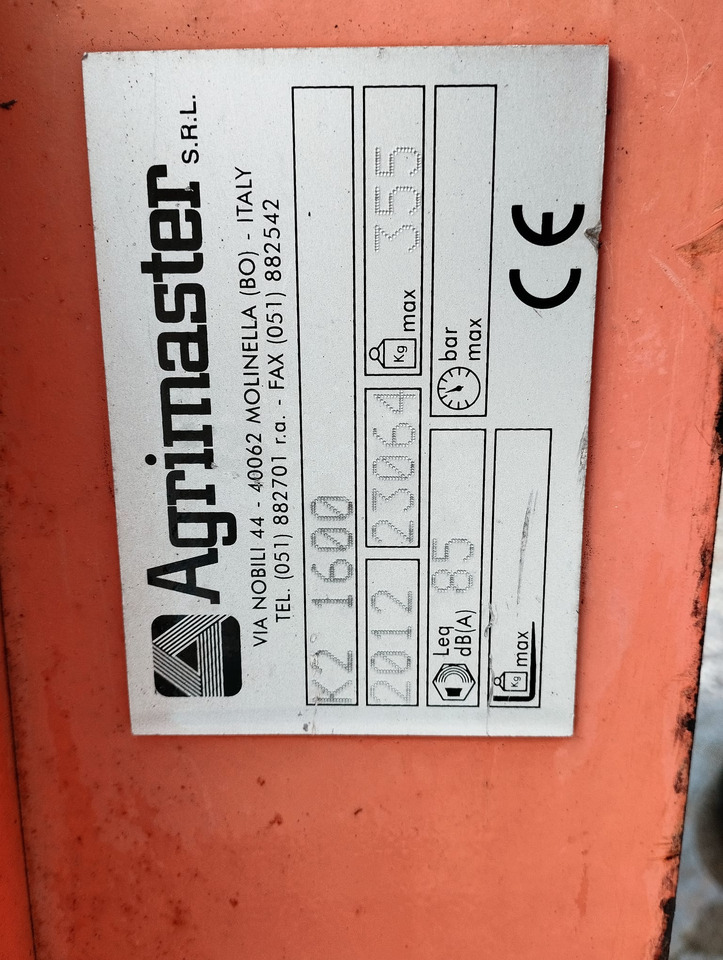 Agrimaster S.R.L.
VIA NOBILI 44 - 40062 MOLINELLA (BO) - ITALY
TEL. (051) 882701 r.a. - FAX (051) 882542
K2 1600
2012 23064 Kg max 355
Leq dB(A) 85 bar max
Kg max
CE